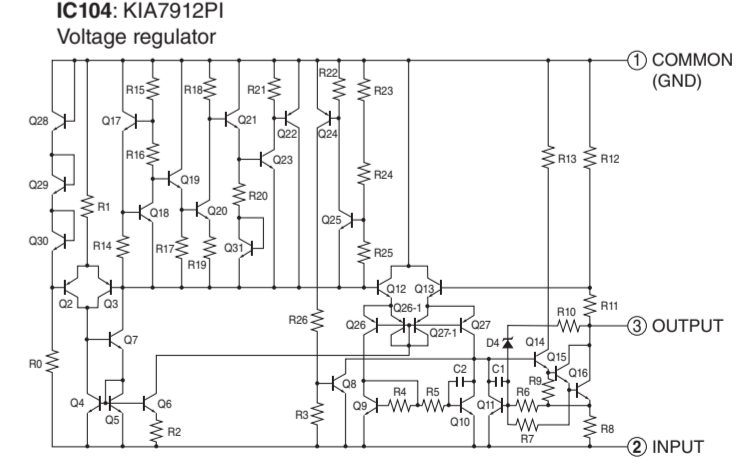 IC104: KIA7912PI
Voltage regulator
1 COMMON
(GND)
R15 R18 R21 R22 R23
Q28 Q17 Q21 Q22 Q24
R16 Q23 R13 R12
Q29 Q19 R24
R1 Q18 Q20 R20 Q25
Q30 R14 R17 R19 Q31 R25
Q2 Q3 Q12 Q13
Q26-1 R11
R26 Q26 Q27-1 Q27 R10 3 OUTPUT
Q7 D4 Q14
R0 Q8 C2 C1 Q15
Q4 Q5 Q6 Q9 R4 R5 Q11 R6 R9 Q16
R2 R3 Q10 R7 R8
2 INPUT